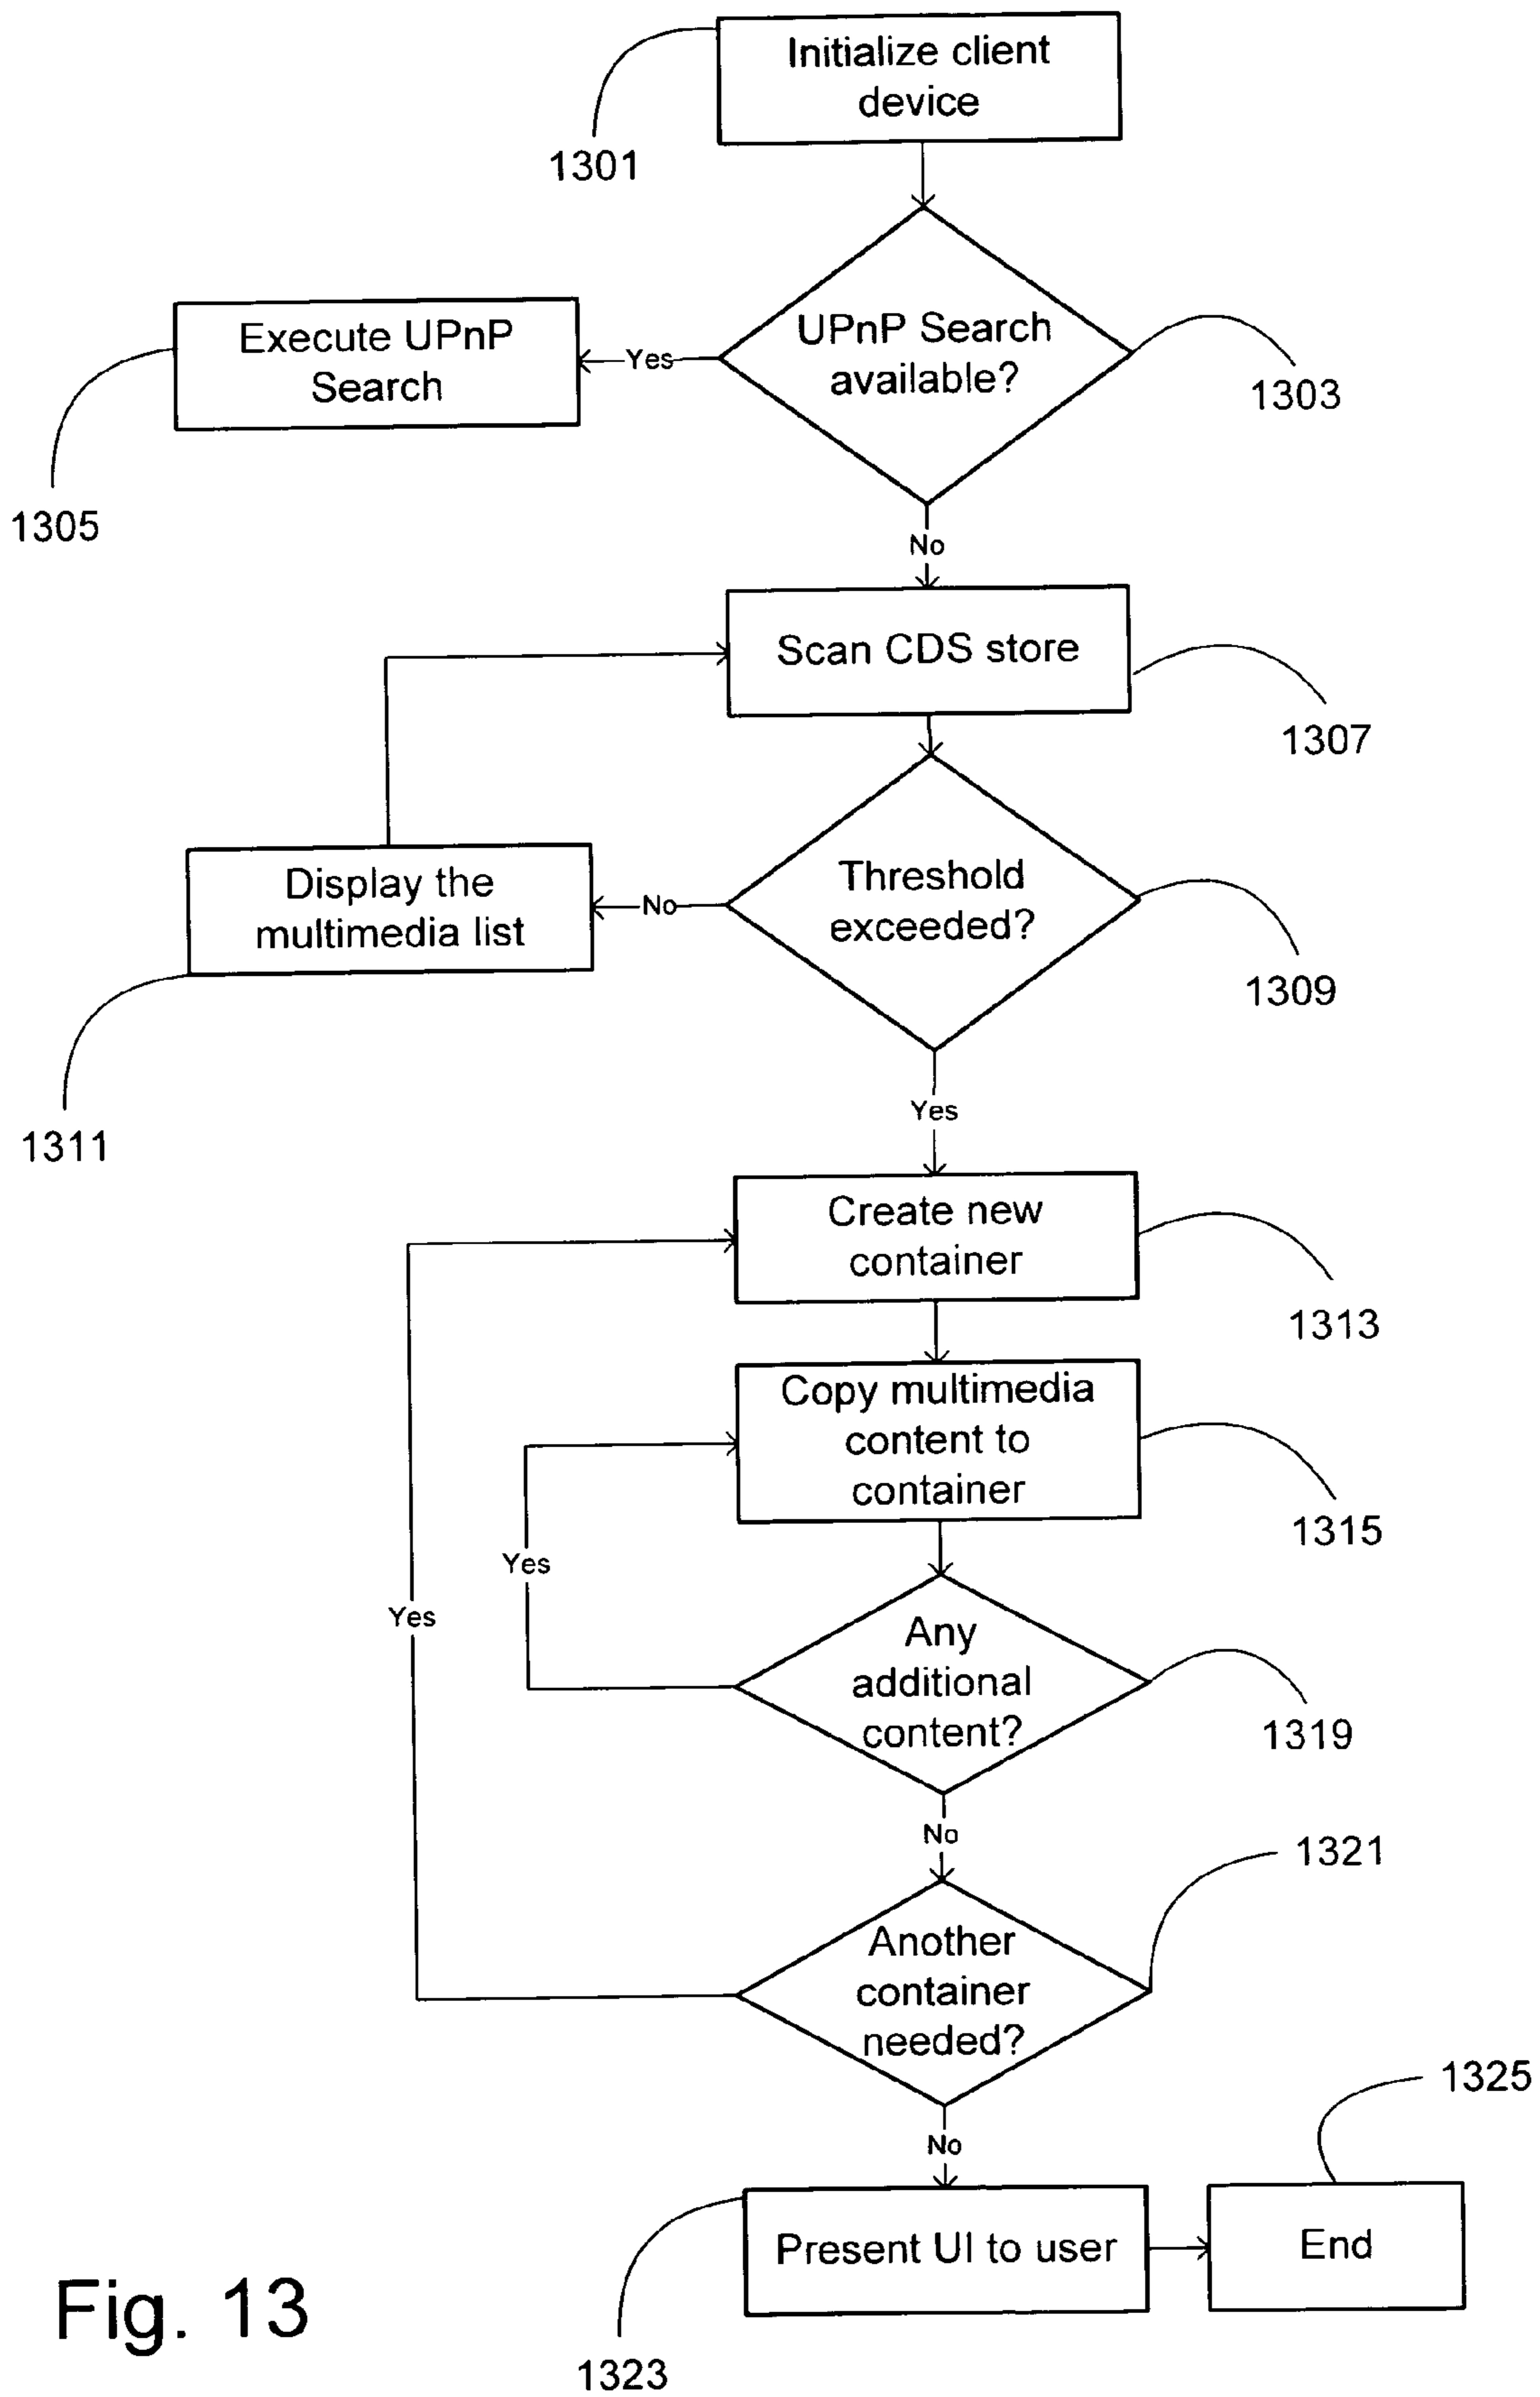 Initialize client
device
1301
UPnP Search
available?
1303
Yes
Execute UPnP
Search
1305
No
Scan CDS store
1307
Threshold
exceeded?
1309
No
Display the
multimedia list
1311
Yes
Create new
container
1313
Copy multimedia
content to
container
1315
Yes
Yes
Any
additional
content?
1319
No
1321
Another
container
needed?
1325
No
Present UI to user
End
1323
Fig. 13